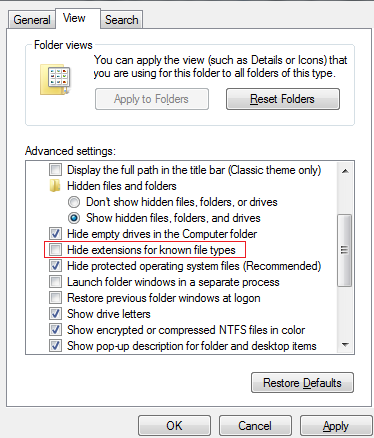 General
View
Search
Folder views
You can apply the view (such as Details or Icons) that
you are using for this folder to all folders of this type.
Apply to Folders
Reset Folders
Advanced settings:
Display the full path in the title bar (Classic theme only)
Hidden files and folders
Don't show hidden files, folders, or drives
Show hidden files, folders, and drives
Hide empty drives in the Computer folder
Hide extensions for known file types
Hide protected operating system files (Recommended)
Launch folder windows in a separate process
Restore previous folder windows at logon
Show drive letters
Show encrypted or compressed NTFS files in color
Show pop-up description for folder and desktop items
Restore Defaults
OK
Cancel
Apply